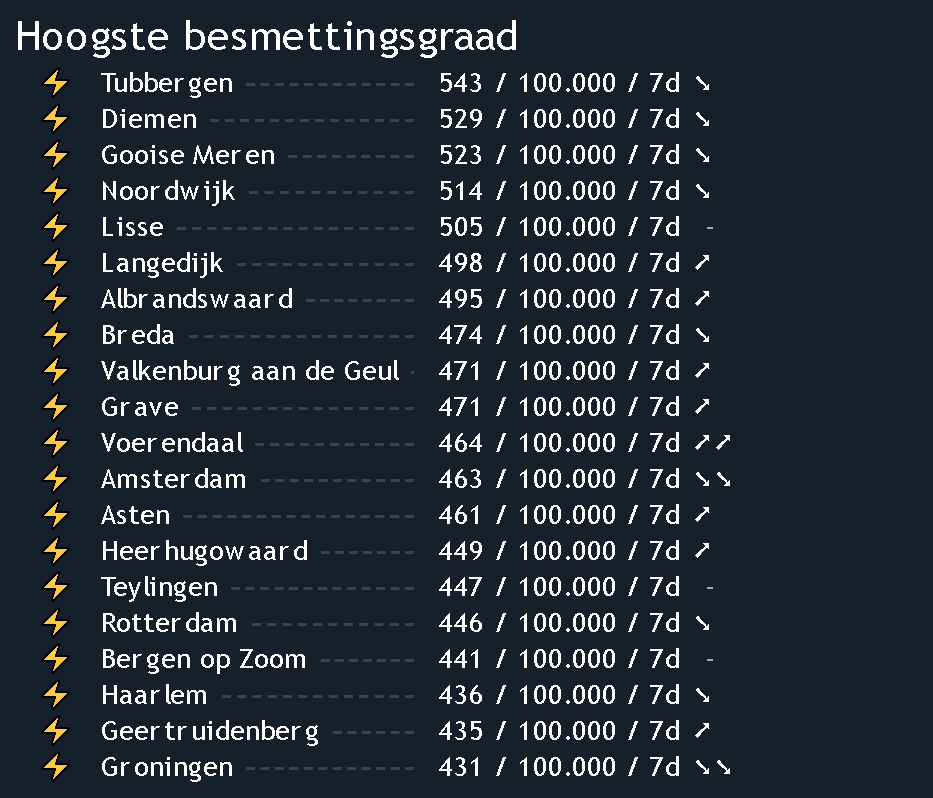 Hoogste besmettingsgraad
⚡ Tubbergen ------------ 543 / 100.000 / 7d ➘
⚡ Diemen --------------- 529 / 100.000 / 7d ➘
⚡ Gooise Meren --------- 523 / 100.000 / 7d ➘
⚡ Noordwijk ------------ 514 / 100.000 / 7d ➘
⚡ Lisse ----------------- 505 / 100.000 / 7d -
⚡ Langedijk ------------- 498 / 100.000 / 7d ➚
⚡ Albrandswaard -------- 495 / 100.000 / 7d ➚
⚡ Breda ---------------- 474 / 100.000 / 7d ➘
⚡ Valkenburg aan de Geul - 471 / 100.000 / 7d ➚
⚡ Grave ---------------- 471 / 100.000 / 7d ➚
⚡ Voerendaal ------------ 464 / 100.000 / 7d ➚➚
⚡ Amsterdam ----------- 463 / 100.000 / 7d ➘➘
⚡ Asten ----------------- 461 / 100.000 / 7d ➚
⚡ Heerhugowaard ------- 449 / 100.000 / 7d ➚
⚡ Teylingen ------------- 447 / 100.000 / 7d -
⚡ Rotterdam ------------ 446 / 100.000 / 7d ➘
⚡ Bergen op Zoom ------- 441 / 100.000 / 7d -
⚡ Haarlem -------------- 436 / 100.000 / 7d ➘
⚡ Geertruidenberg ------ 435 / 100.000 / 7d ➚
⚡ Groningen ------------ 431 / 100.000 / 7d ➘➘